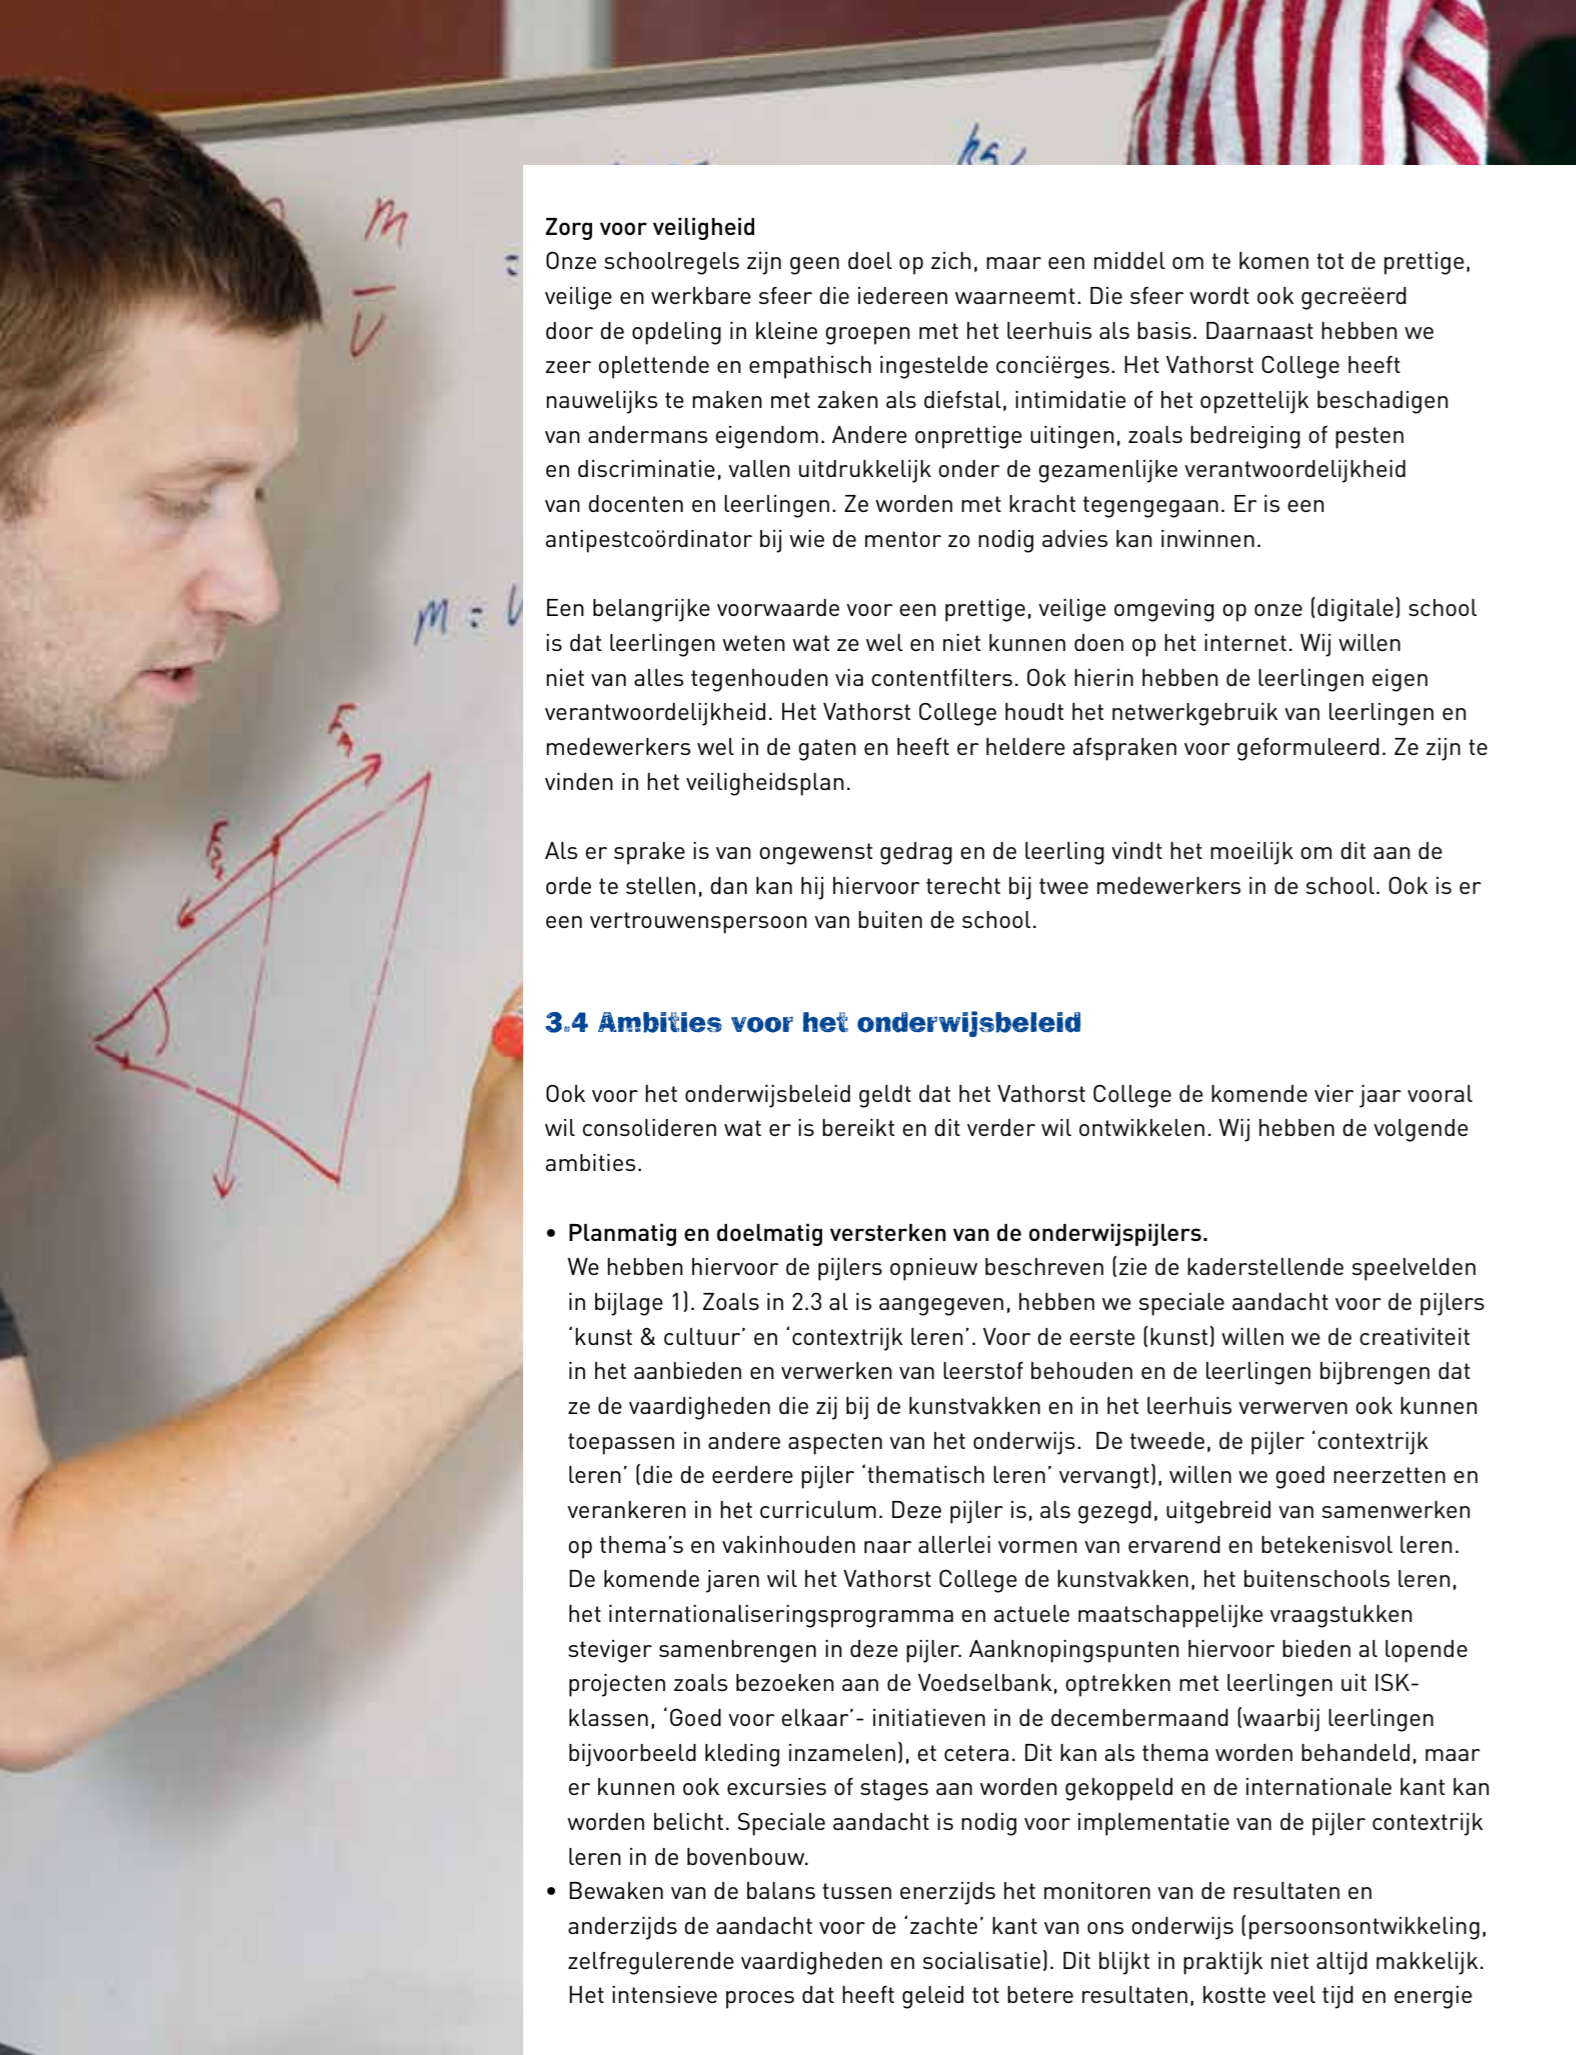 hg
m
=
V
m = V
F
F
Zorg voor veiligheid
Onze schoolregels zijn geen doel op zich, maar een middel om te komen tot de prettige,
veilige en werkbare sfeer die iedereen waarneemt. Die sfeer wordt ook gecreëerd
door de opdeling in kleine groepen met het leerhuis als basis. Daarnaast hebben we
zeer oplettende en empathisch ingestelde conciërges. Het Vathorst College heeft
nauwelijks te maken met zaken als diefstal, intimidatie of het opzettelijk beschadigen
van andermans eigendom. Andere onprettige uitingen, zoals bedreiging of pesten
en discriminatie, vallen uitdrukkelijk onder de gezamenlijke verantwoordelijkheid
van docenten en leerlingen. Ze worden met kracht tegengegaan. Er is een
antipestcoördinator bij wie de mentor zo nodig advies kan inwinnen.
Een belangrijke voorwaarde voor een prettige, veilige omgeving op onze (digitale) school
is dat leerlingen weten wat ze wel en niet kunnen doen op het internet. Wij willen
niet van alles tegenhouden via contentfilters. Ook hierin hebben de leerlingen eigen
verantwoordelijkheid. Het Vathorst College houdt het netwerkgebruik van leerlingen en
medewerkers wel in de gaten en heeft er heldere afspraken voor geformuleerd. Ze zijn te
vinden in het veiligheidsplan.
Als er sprake is van ongewenst gedrag en de leerling vindt het moeilijk om dit aan de
orde te stellen, dan kan hij hiervoor terecht bij twee medewerkers in de school. Ook is er
een vertrouwenspersoon van buiten de school.
3.4 Ambities voor het onderwijsbeleid
Ook voor het onderwijsbeleid geldt dat het Vathorst College de komende vier jaar vooral
wil consolideren wat er is bereikt en dit verder wil ontwikkelen. Wij hebben de volgende
ambities.
• Planmatig en doelmatig versterken van de onderwijspijlers.
We hebben hiervoor de pijlers opnieuw beschreven (zie de kaderstellende speelvelden
in bijlage 1). Zoals in 2.3 al is aangegeven, hebben we speciale aandacht voor de pijlers
‘kunst & cultuur’ en ‘contextrijk leren’. Voor de eerste (kunst) willen we de creativiteit
in het aanbieden en verwerken van leerstof behouden en de leerlingen bijbrengen dat
ze de vaardigheden die zij bij de kunstvakken en in het leerhuis verwerven ook kunnen
toepassen in andere aspecten van het onderwijs. De tweede, de pijler ‘contextrijk
leren’ (die de eerdere pijler ‘thematisch leren’ vervangt), willen we goed neerzetten en
verankeren in het curriculum. Deze pijler is, als gezegd, uitgebreid van samenwerken
op thema’s en vakinhouden naar allerlei vormen van ervarend en betekenisvol leren.
De komende jaren wil het Vathorst College de kunstvakken, het buitenschools leren,
het internationaliseringsprogramma en actuele maatschappelijke vraagstukken
steviger samenbrengen in deze pijler. Aanknopingspunten hiervoor bieden al lopende
projecten zoals bezoeken aan de Voedselbank, optrekken met leerlingen uit ISK-
klassen, ‘Goed voor elkaar’- initiatieven in de decembermaand (waarbij leerlingen
bijvoorbeeld kleding inzamelen), et cetera. Dit kan als thema worden behandeld, maar
er kunnen ook excursies of stages aan worden gekoppeld en de internationale kant kan
worden belicht. Speciale aandacht is nodig voor implementatie van de pijler contextrijk
leren in de bovenbouw.
• Bewaken van de balans tussen enerzijds het monitoren van de resultaten en
anderzijds de aandacht voor de ‘zachte’ kant van ons onderwijs (persoonsontwikkeling,
zelfregulerende vaardigheden en socialisatie). Dit blijkt in praktijk niet altijd makkelijk.
Het intensieve proces dat heeft geleid tot betere resultaten, kostte veel tijd en energie